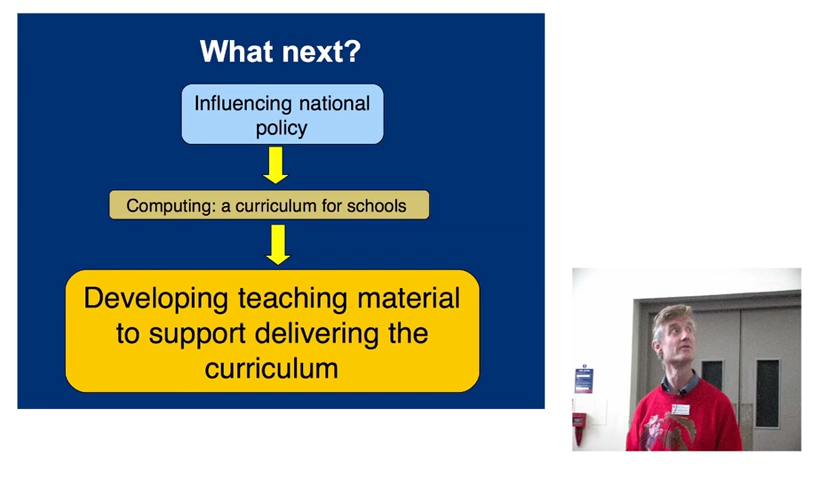 What next?
Influencing national
policy
Computing: a curriculum for schools
Developing teaching material
to support delivering the
curriculum